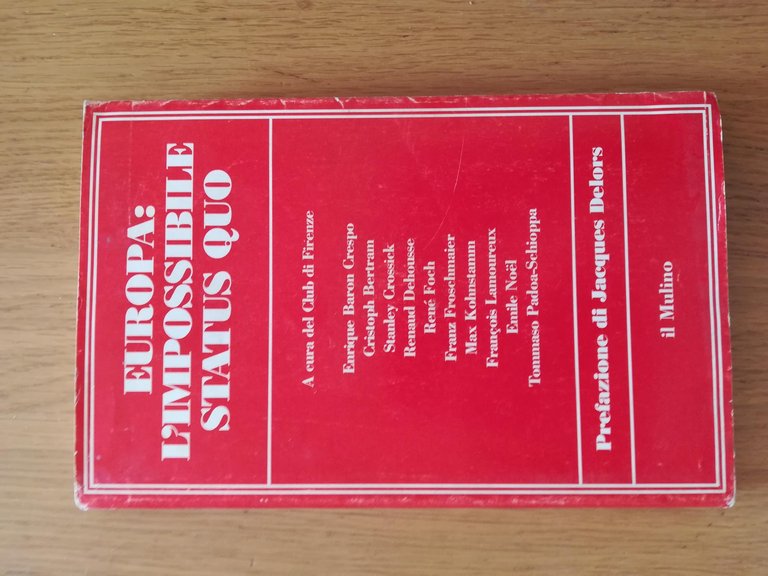 EUROPA:
L'IMPOSSIBILE
STATUS QUO
A cura del Club di Firenze
Enrique Baron Crespo
Cristoph Bertram
Stanley Crossick
Renaud Dehousse
René Foch
Franz Froschmaier
Max Kohnstamm
François Lamoureux
Emile Noël
Tommaso Padoa-Schioppa
Prefazione di Jacques Delors
il Mulino